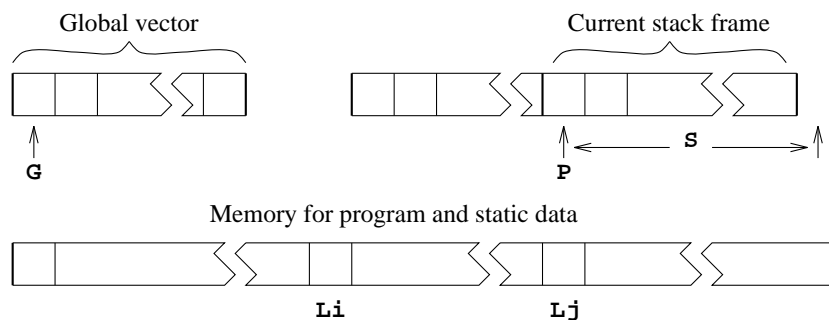 Global vector
Current stack frame
G
P
S
Memory for program and static data
Li
Lj